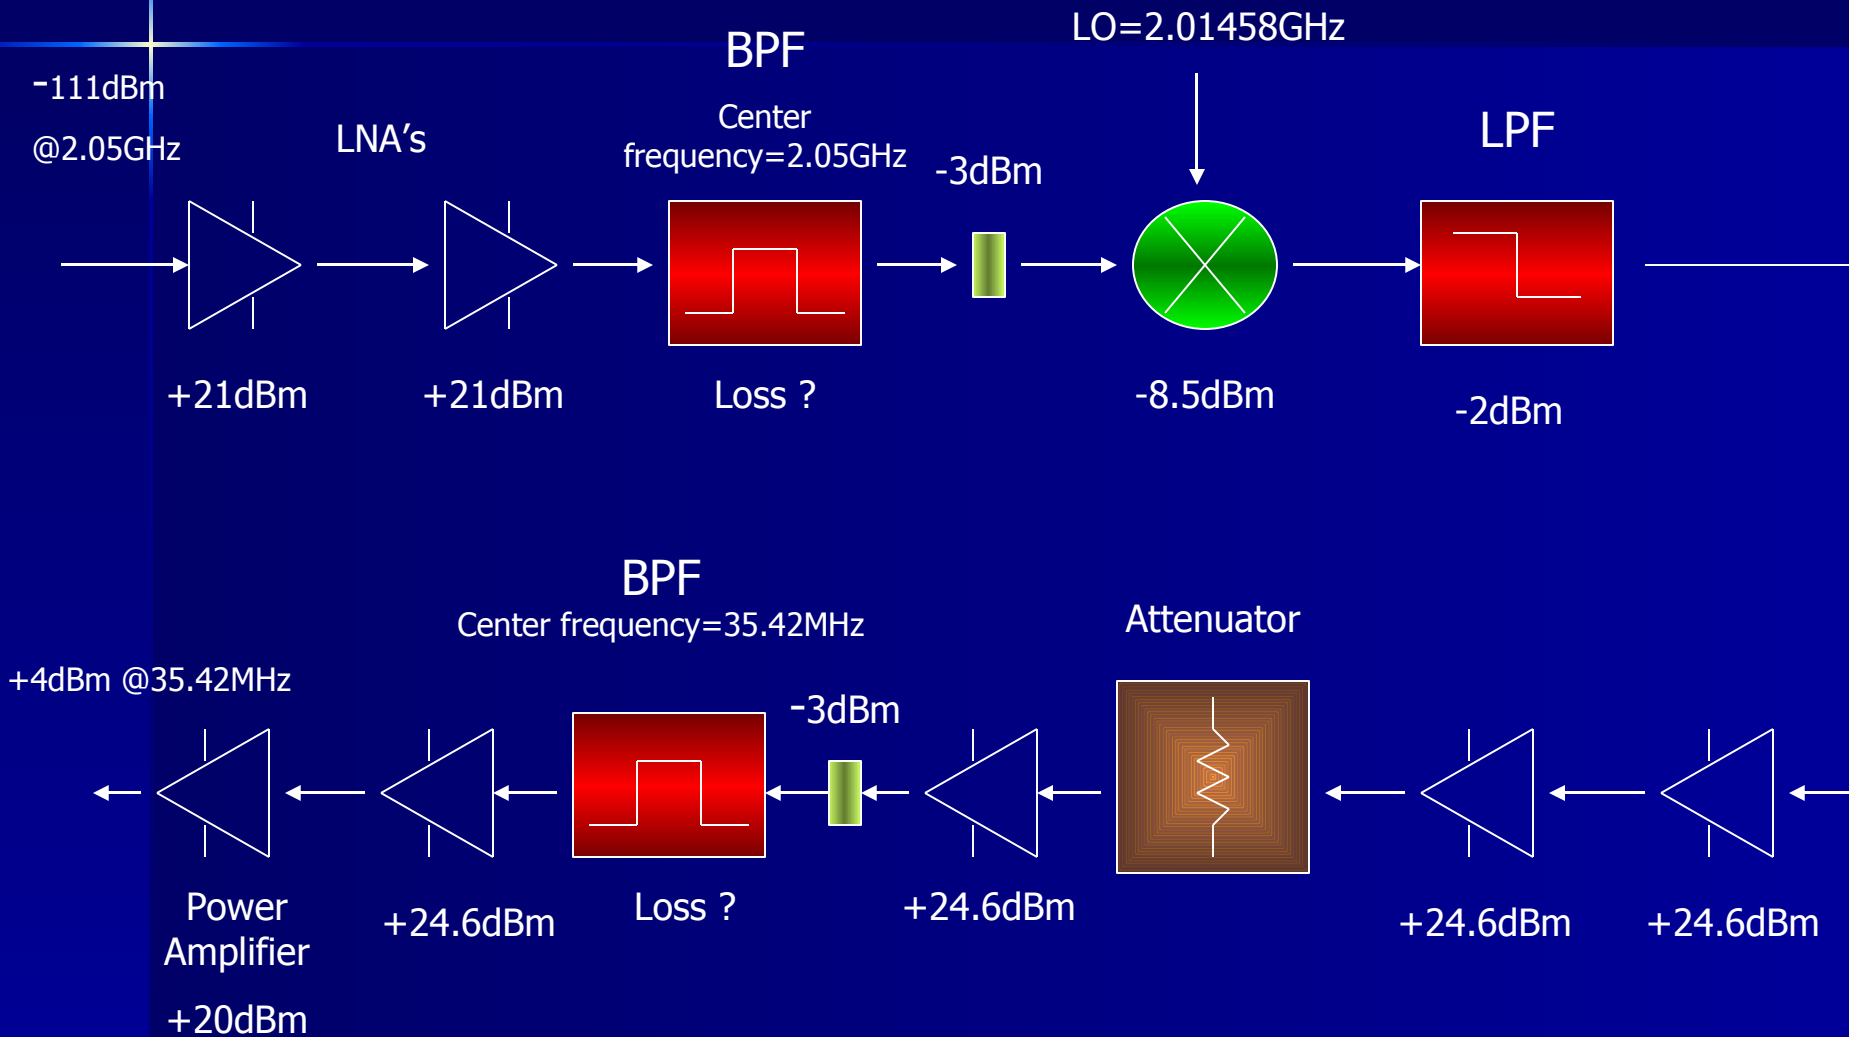 LO=2.01458GHz
BPF
-111dBm
@2.05GHz
LNA’s
Center
frequency=2.05GHz
-3dBm
LPF
+21dBm
+21dBm
Loss ?
-8.5dBm
-2dBm
BPF
Center frequency=35.42MHz
Attenuator
+4dBm @35.42MHz
-3dBm
Power
Amplifier
+20dBm
+24.6dBm
Loss ?
+24.6dBm
+24.6dBm
+24.6dBm